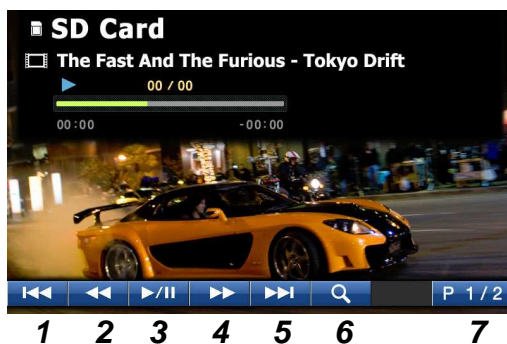 SD Card
The Fast And The Furious - Tokyo Drift
00 / 00
00:00 -00:00
P 1/2
1 2 3 4 5 6 7